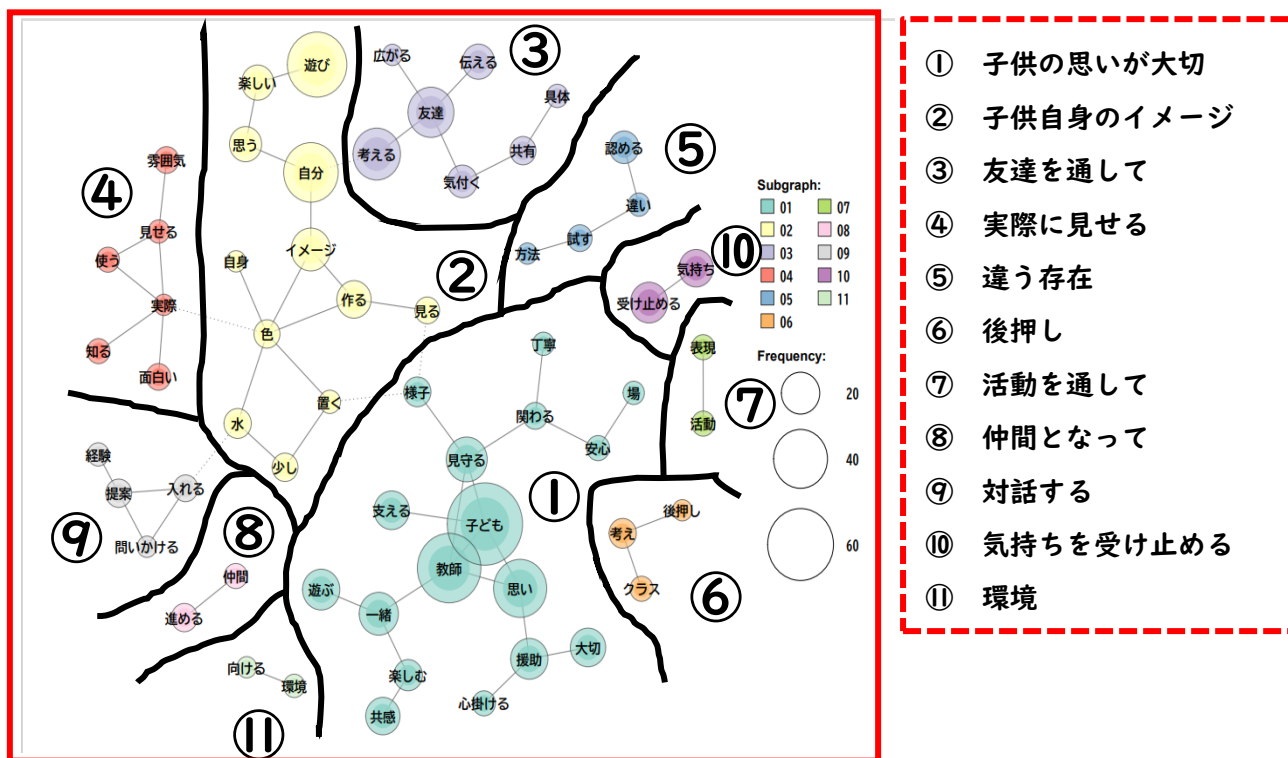 広がる
伝える
③
具体
友達
考える
共有
気付く
遊び
楽しい
思う
自分
イメージ
自身
作る
見る
②
色
置く
水
少し
④
雰囲気
見せる
使う
実際
知る
面白い
⑤
認める
違い
試す
方法
⑩
気持ち
受け止める
Subgraph:
01 07
02 08
03 09
04 10
05 11
06
Frequency:
20
40
60
⑦
表現
活動
丁寧
様子
場
関わる
安心
見守る
①
支える
子ども
教師
思い
遊ぶ
一緒
援助
大切
楽しむ
心掛ける
共感
後押し
考え
クラス
⑥
経験
提案
入れる
問いかける
⑨
⑧
仲間
進める
向ける
環境
⑪
① 子供の思いが大切
② 子供自身のイメージ
③ 友達を通して
④ 実際に見せる
⑤ 違う存在
⑥ 後押し
⑦ 活動を通して
⑧ 仲間となって
⑨ 対話する
⑩ 気持ちを受け止める
⑪ 環境